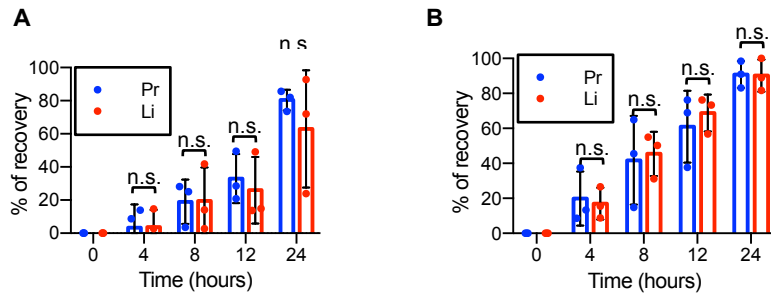 A
n.s
100
80
60
40
20
0
% of recovery
Pr
Li
n.s.
n.s.
n.s.
0 4 8 12 24
Time (hours)
B
100
80
60
40
20
0
% of recovery
Pr
Li
n.s.
n.s.
n.s.
n.s.
0 4 8 12 24
Time (hours)